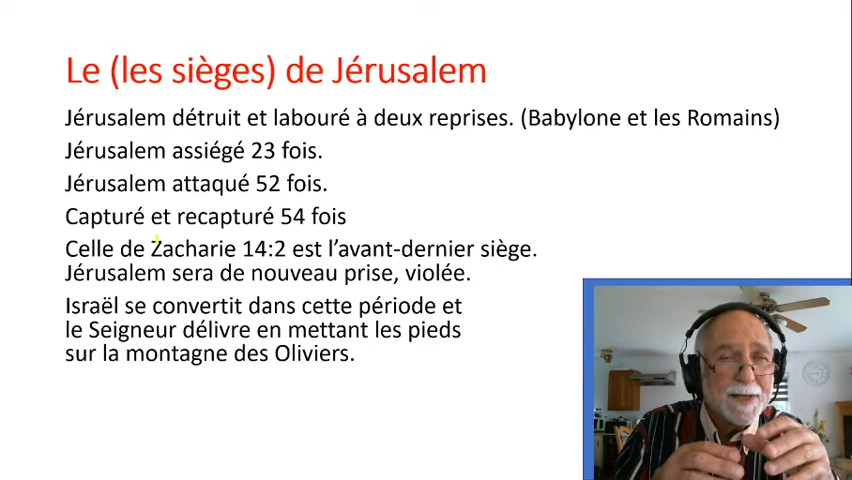 Le (les sièges) de Jérusalem
Jérusalem détruit et labouré à deux reprises. (Babylone et les Romains)
Jérusalem assiégé 23 fois.
Jérusalem attaqué 52 fois.
Capturé et recapturé 54 fois
Celle de Zacharie 14:2 est l’avant-dernier siège.
Jérusalem sera de nouveau prise, violée.
Israël se convertit dans cette période et
le Seigneur délivre en mettant les pieds
sur la montagne des Oliviers.